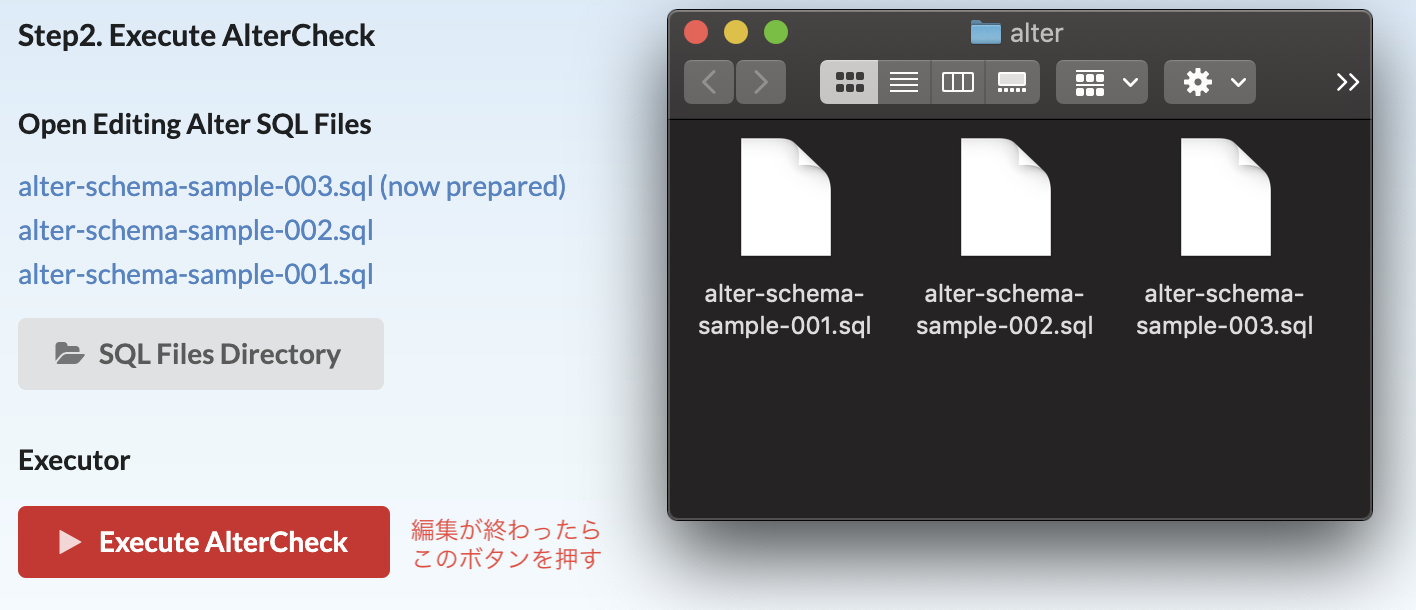 Step2. Execute AlterCheck
Open Editing Alter SQL Files
alter-schema-sample-003.sql (now prepared)
alter-schema-sample-002.sql
alter-schema-sample-001.sql
SQL Files Directory
Executor
Execute AlterCheck
編集が終わったら
このボタンを押す
alter
alter-schema-
sample-001.sql
alter-schema-
sample-002.sql
alter-schema-
sample-003.sql